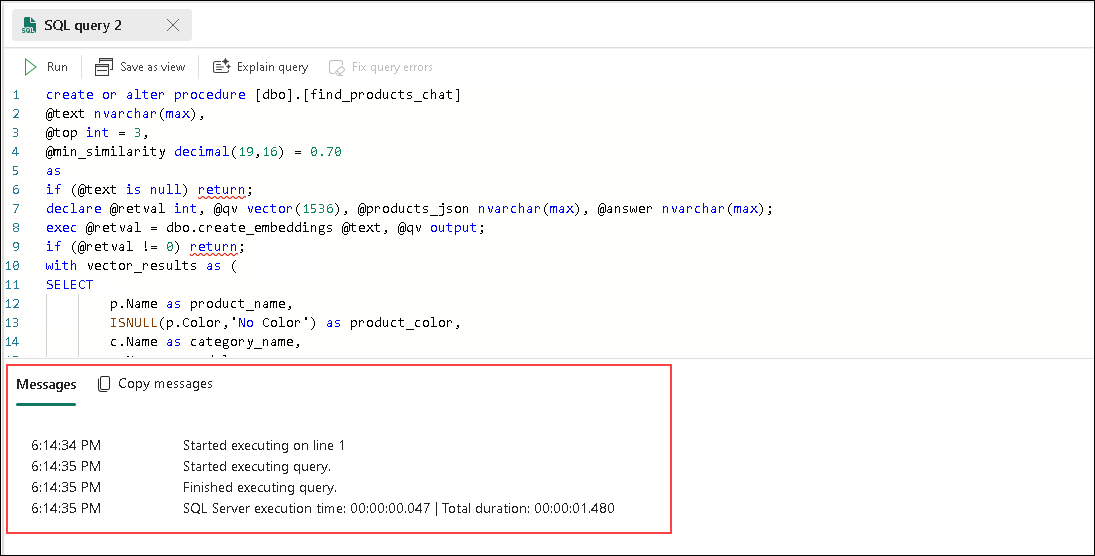 SQL query 2
Run Save as view Explain query Fix query errors
1 create or alter procedure [dbo].[find_products_chat]
2 @text nvarchar(max),
3 @top int = 3,
4 @min_similarity decimal(19,16) = 0.70
5 as
6 if (@text is null) return;
7 declare @retval int, @qv vector(1536), @products_json nvarchar(max), @answer nvarchar(max);
8 exec @retval = dbo.create_embeddings @text, @qv output;
9 if (@retval != 0) return;
10 with vector_results as (
11 SELECT
12 p.Name as product_name,
13 ISNULL(p.Color,'No Color') as product_color,
14 c.Name as category_name,
Messages Copy messages
6:14:34 PM Started executing on line 1
6:14:35 PM Started executing query.
6:14:35 PM Finished executing query.
6:14:35 PM SQL Server execution time: 00:00:00.047 | Total duration: 00:00:01.480